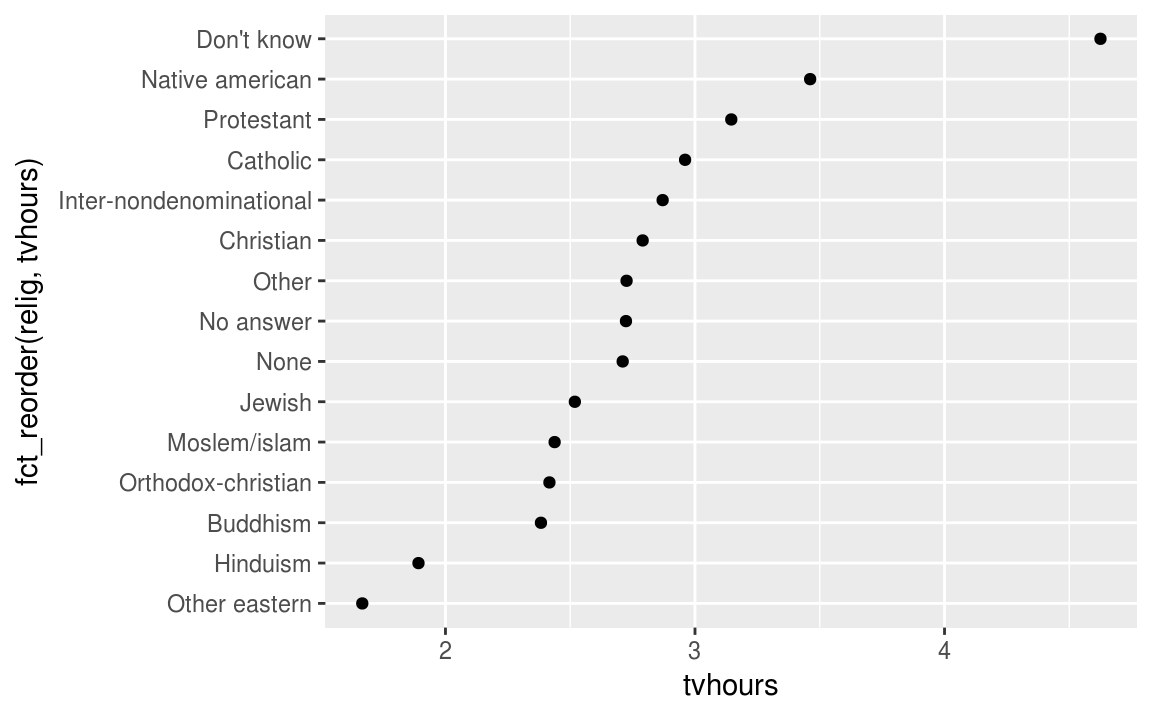 Don't know
Native american
Protestant
Catholic
Inter-nondenominational
Christian
Other
No answer
None
Jewish
Moslem/islam
Orthodox-christian
Buddhism
Hinduism
Other eastern
fct_reorder(relig, tvhours)
2 3 4
tvhours